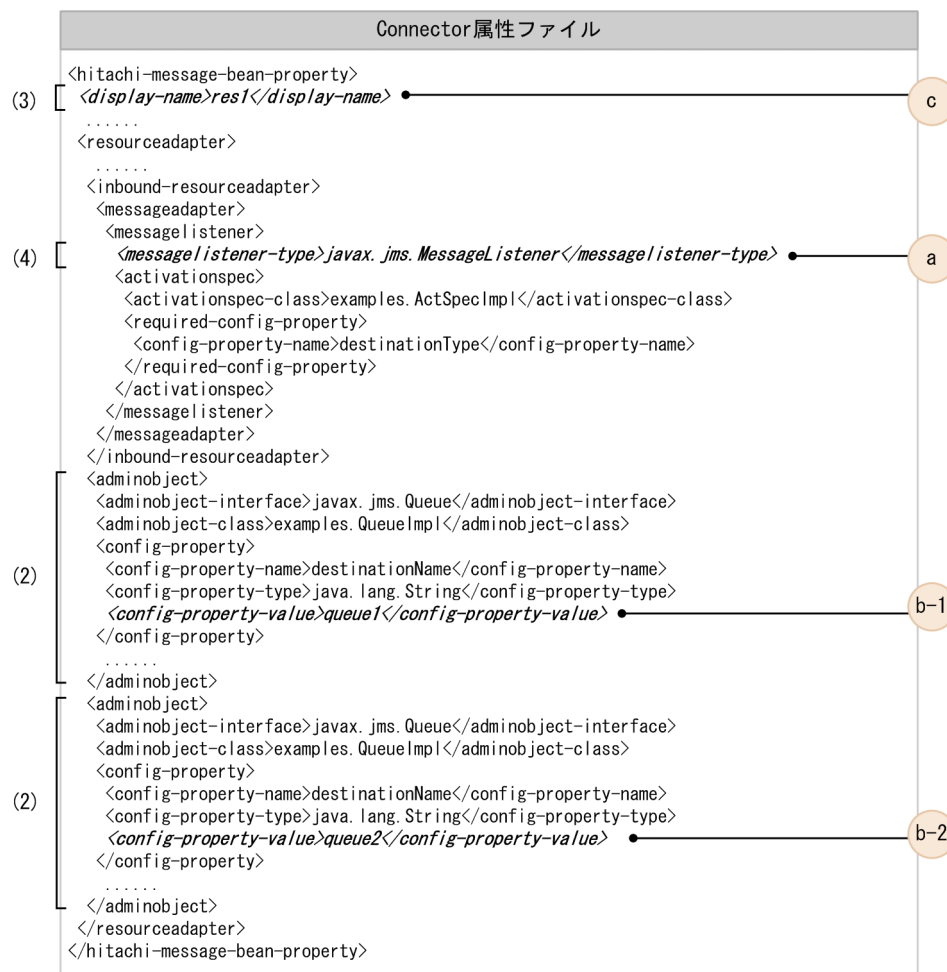 Connector属性ファイル
<hitachi-message-bean-property>
(3) <display-name>res1</display-name> c
......
<resourceadapter>
......
<inbound-resourceadapter>
<messageadapter>
<messagelistener>
(4) <messagelistener-type>javax.jms.MessageListener</messagelistener-type> a
<activationspec>
<activationspec-class>examples.ActSpecImpl</activationspec-class>
<required-config-property>
<config-property-name>destinationType</config-property-name>
</required-config-property>
</activationspec>
</messagelistener>
</messageadapter>
</inbound-resourceadapter>
<adminobject>
<adminobject-interface>javax.jms.Queue</adminobject-interface>
<adminobject-class>examples.QueueImpl</adminobject-class>
<config-property>
(2) <config-property-name>destinationName</config-property-name>
<config-property-type>java.lang.String</config-property-type>
<config-property-value>queue1</config-property-value> b-1
</config-property>
......
</adminobject>
<adminobject>
<adminobject-interface>javax.jms.Queue</adminobject-interface>
<adminobject-class>examples.QueueImpl</adminobject-class>
<config-property>
(2) <config-property-name>destinationName</config-property-name>
<config-property-type>java.lang.String</config-property-type>
<config-property-value>queue2</config-property-value> b-2
</config-property>
......
</adminobject>
</resourceadapter>
</hitachi-message-bean-property>